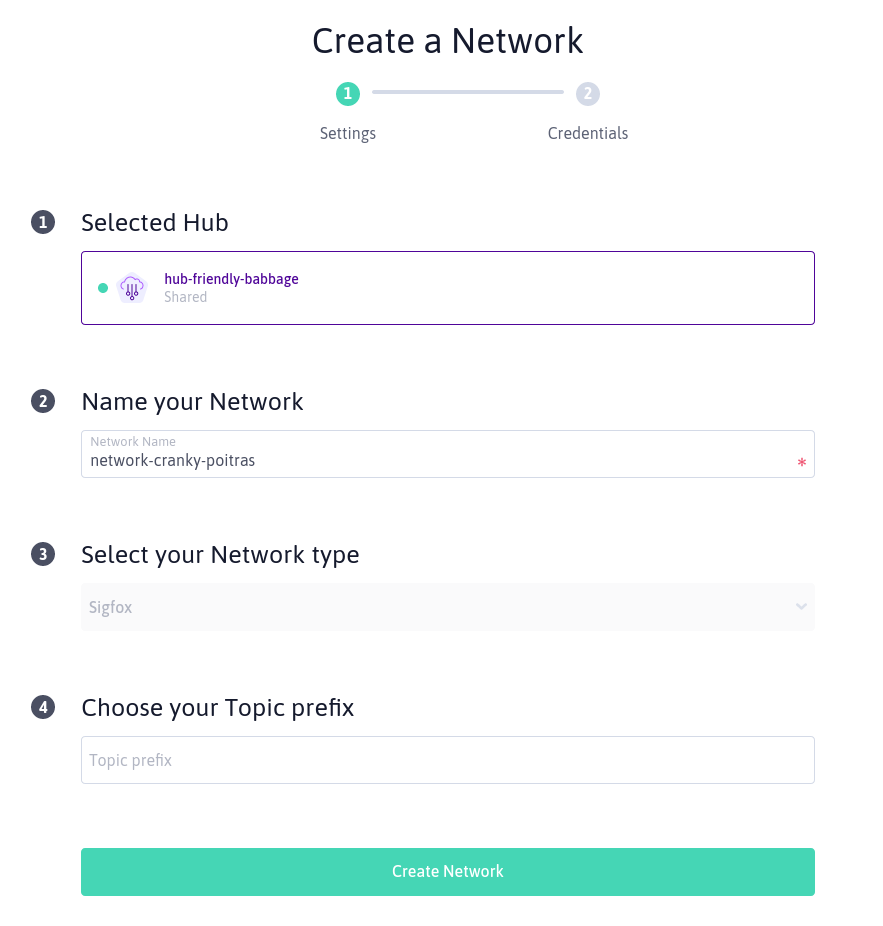 Create a Network
1
2
Settings
Credentials
1
Selected Hub
hub-friendly-babbage
Shared
2
Name your Network
Network Name
network-cranky-poitras
*
3
Select your Network type
Sigfox
4
Choose your Topic prefix
Topic prefix
Create Network